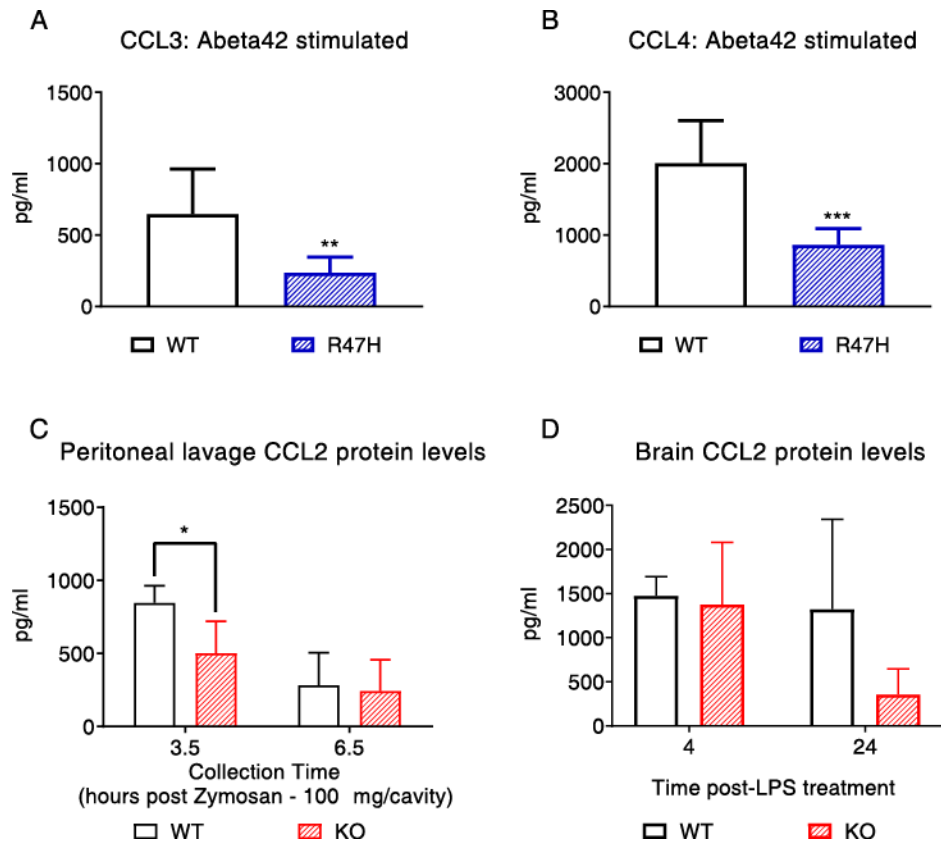 A
CCL3: Abeta42 stimulated
1500
1000
500
0
pg/ml
**
WT
R47H
B
CCL4: Abeta42 stimulated
3000
2000
1000
0
pg/ml
***
WT
R47H
C
Peritoneal lavage CCL2 protein levels
1500
1000
500
0
pg/ml
*
3.5
6.5
Collection Time
(hours post Zymosan - 100 mg/cavity)
WT
KO
D
Brain CCL2 protein levels
2500
2000
1500
1000
500
0
pg/ml
4
24
Time post-LPS treatment
WT
KO